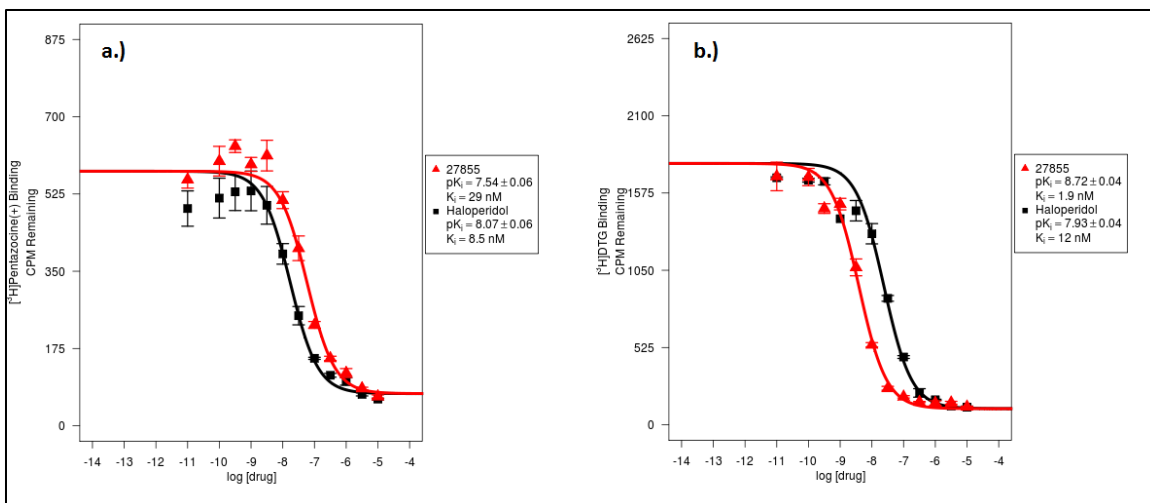 a.)
875
700
525
350
175
0
[³H]Pentazocine(+) Binding
CPM Remaining
-14 -13 -12 -11 -10 -9 -8 -7 -6 -5 -4
log [drug]
27855
pKi = 7.54 ± 0.06
Ki = 29 nM
Haloperidol
pKi = 8.07 ± 0.06
Ki = 8.5 nM
b.)
2625
2100
1575
1050
525
0
[³H]DTG Binding
CPM Remaining
-14 -13 -12 -11 -10 -9 -8 -7 -6 -5 -4
log [drug]
27855
pKi = 8.72 ± 0.04
Ki = 1.9 nM
Haloperidol
pKi = 7.93 ± 0.04
Ki = 12 nM